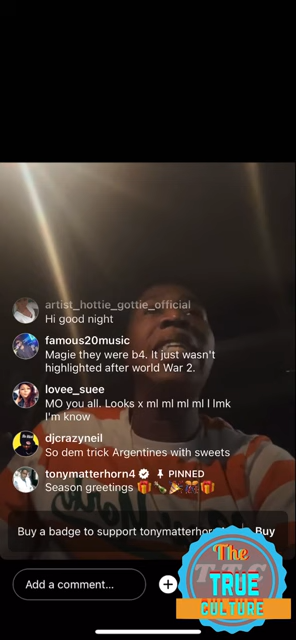 artist_hottie_gottie_official
Hi good night
famous20music
Magie they were b4. It just wasn't
highlighted after world War 2.
lovee_suee
MO you all. Looks x ml ml ml ml l lmk
I'm know
djcrazyneil
So dem trick Argentines with sweets
tonymatterhorn4 PINNED
Season greetings
Buy a badge to support tonymatterho
Buy
Add a comment...
The
TRUE
CULTURE